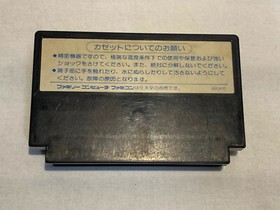 カセットについてのお願い
●精密機器ですので、極端な温度条件下での使用や保管および強い
ショックをさけてください。また、絶対に分解しないでください。
●端子部に手を触れたり、水にぬらしたりして汚さないようにして
ください。故障の原因となります。
ファミリーコンピュータ ファミコンは任天堂の商標です。